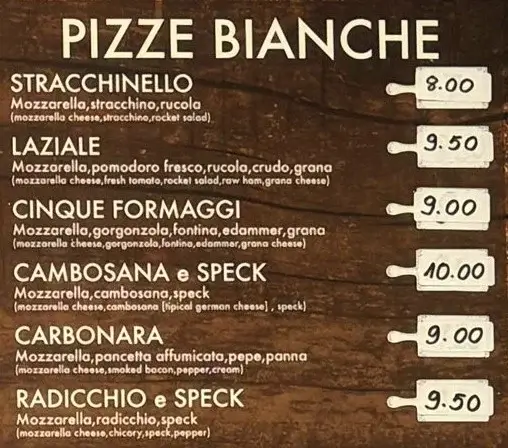 PIZZE BIANCHE
STRACCHINELLO 8.00
Mozzarella,stracchino,rucola
(mozzarella cheese,stracchino,rocket salad)
LAZIALE 9.50
Mozzarella,pomodoro fresco,rucola,crudo,grana
(mozzarella cheese,fresh tomato,rocket salad,raw ham,grana cheese)
CINQUE FORMAGGI 9.00
Mozzarella,gorgonzola,fontina,edammer,grana
(mozzarella cheese,gorgonzola,fontina,edammer,grana cheese)
CAMBOSANA e SPECK 10.00
Mozzarella,cambosana,speck
(mozzarella cheese,cambosana [tipical german cheese] , speck)
CARBONARA 9.00
Mozzarella,pancetta affumicata,pepe,panna
(mozzarella cheese,smoked bacon,pepper,cream)
RADICCHIO e SPECK 9.50
Mozzarella,radicchio,speck
(mozzarella cheese,chicory,speck,pepper)